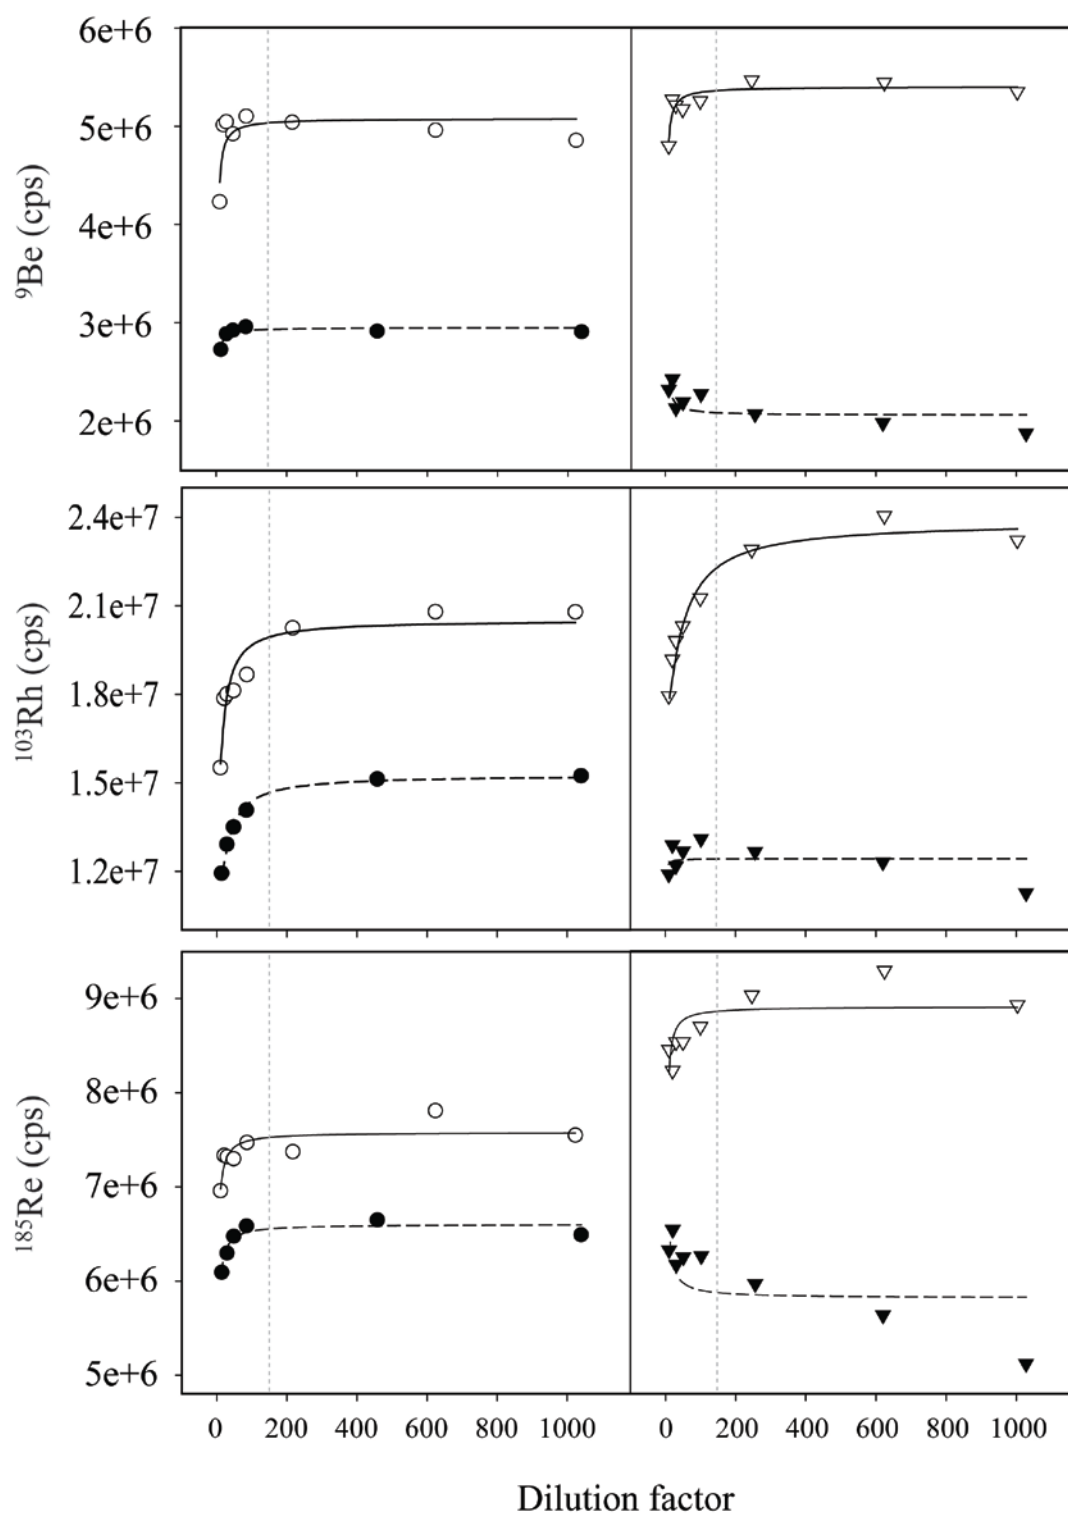 6e+6
5e+6
4e+6
3e+6
2e+6
⁹Be (cps)
2.4e+7
2.1e+7
1.8e+7
1.5e+7
1.2e+7
¹⁰³Rh (cps)
9e+6
8e+6
7e+6
6e+6
5e+6
¹⁸⁵Re (cps)
0 200 400 600 800 1000 0 200 400 600 800 1000
Dilution factor